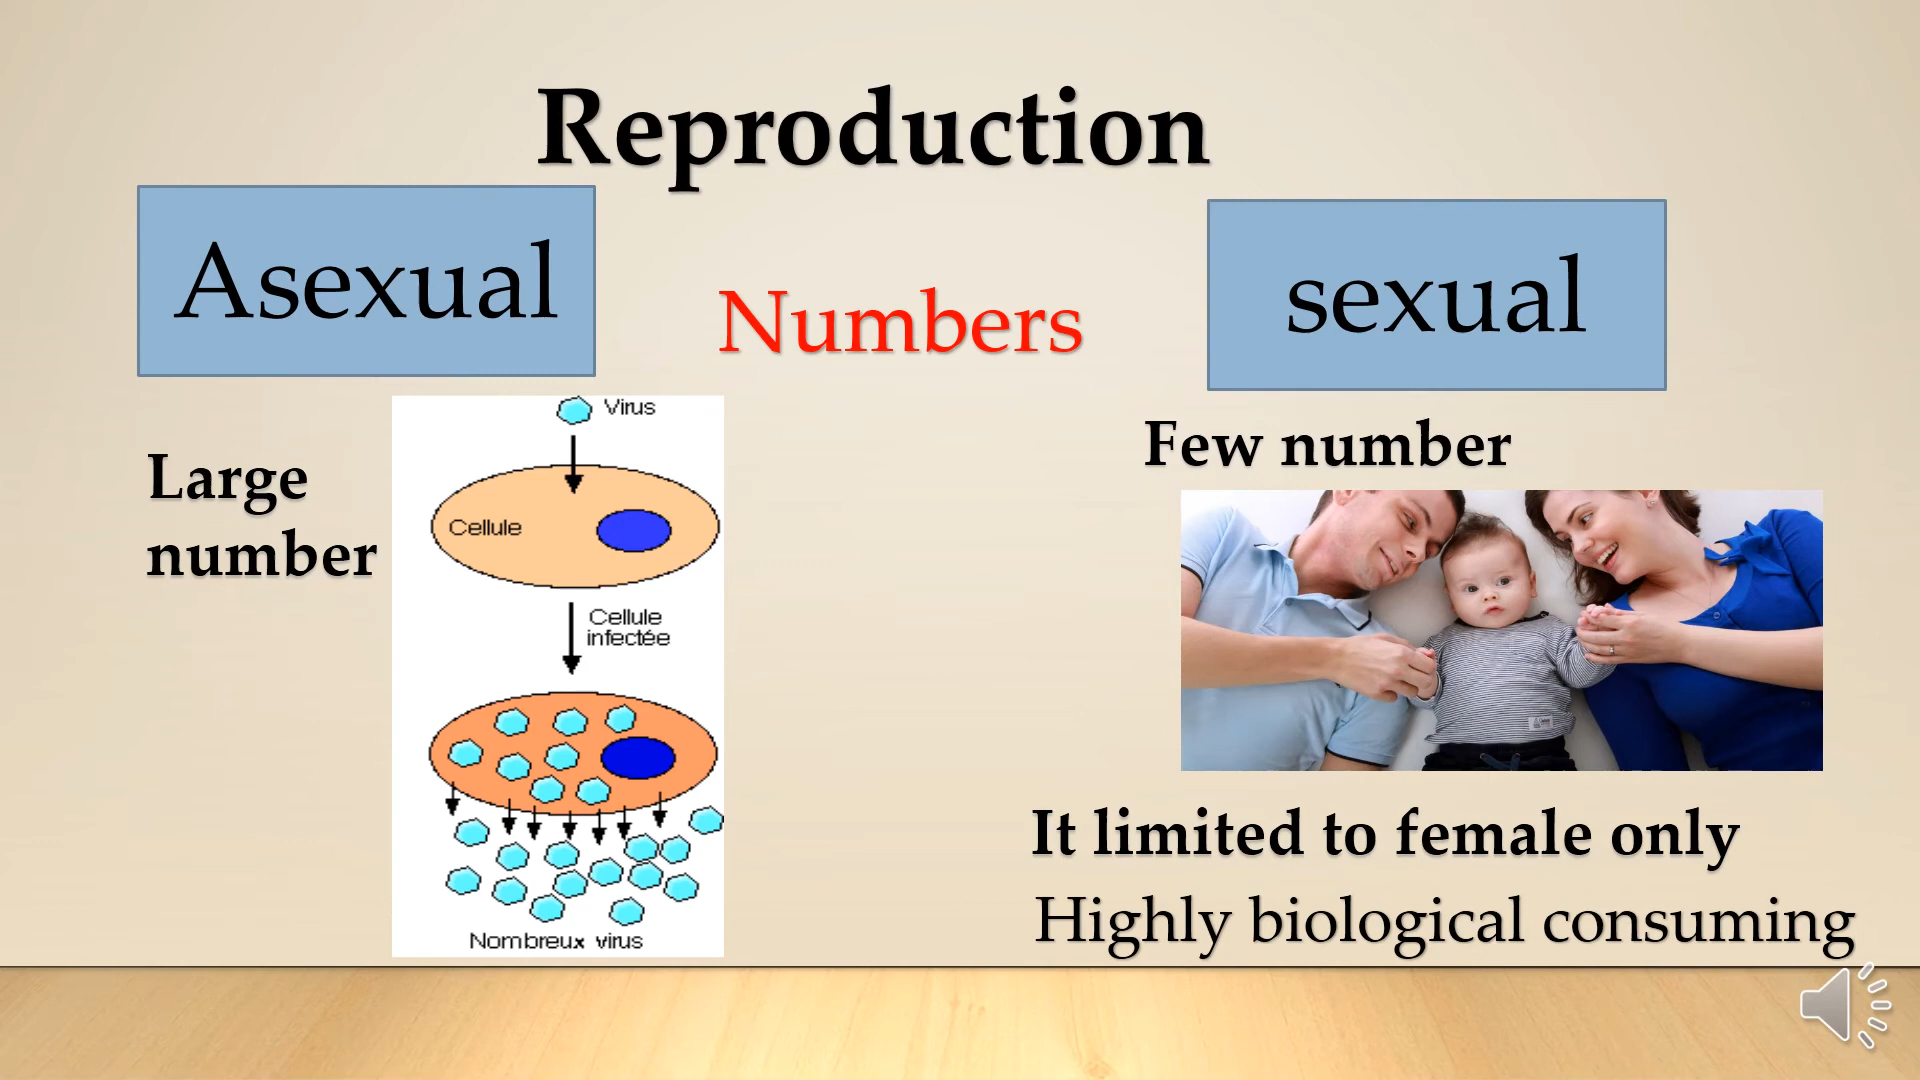 Reproduction
Asexual
Numbers
sexual
Large
number
Virus
Cellule
Cellule
infectée
Nombreux virus
Few number
It limited to female only
Highly biological consuming